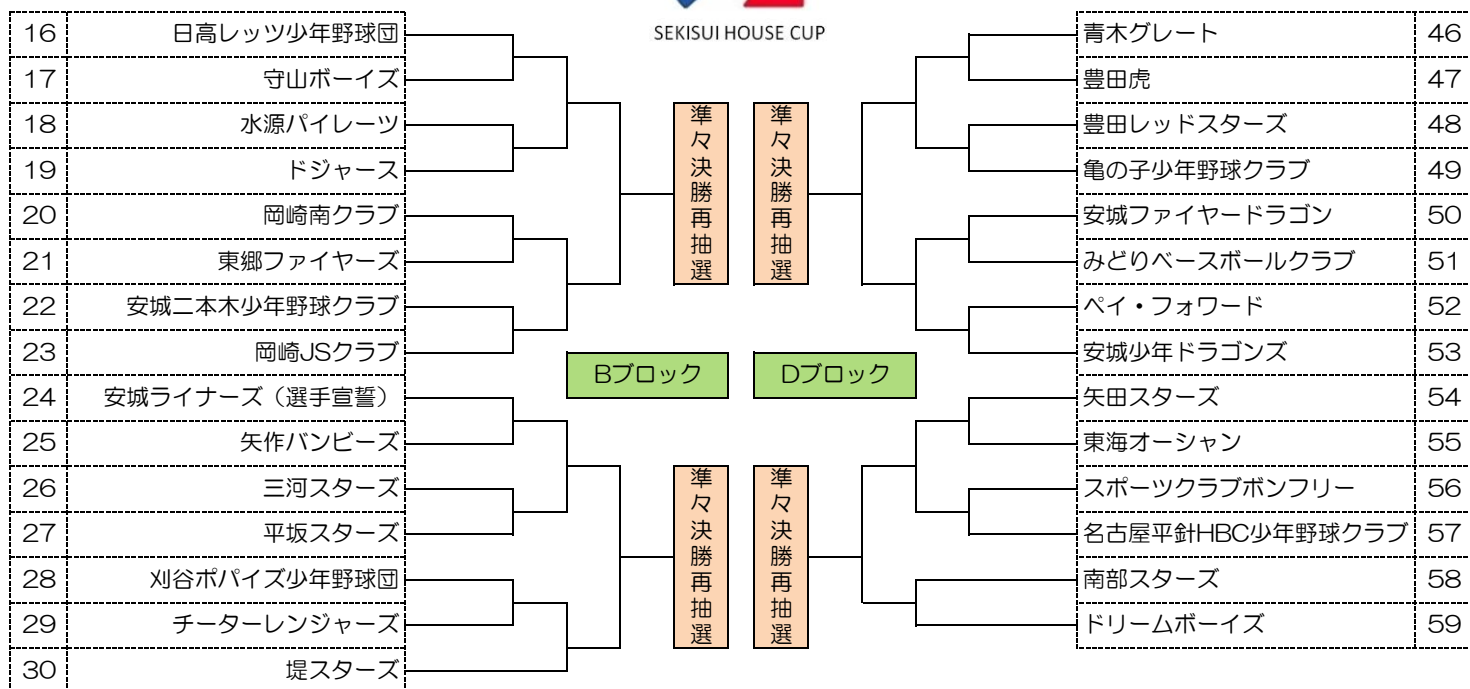 SEKISUI HOUSE CUP
16 日高レッツ少年野球団
17 守山ボーイズ
18 水源パイレーツ
19 ドジャース
20 岡崎南クラブ
21 東郷ファイヤーズ
22 安城二本木少年野球クラブ
23 岡崎JSクラブ
24 安城ライナーズ（選手宣誓）
25 矢作バンビーズ
26 三河スターズ
27 平坂スターズ
28 刈谷ポパイズ少年野球団
29 チーターレンジャーズ
30 堤スターズ
準々決勝再抽選
準々決勝再抽選
Bブロック
Dブロック
準々決勝再抽選
準々決勝再抽選
青木グレート 46
豊田虎 47
豊田レッドスターズ 48
亀の子少年野球クラブ 49
安城ファイヤードラゴン 50
みどりベースボールクラブ 51
ペイ・フォワード 52
安城少年ドラゴンズ 53
矢田スターズ 54
東海オーシャン 55
スポーツクラブボンフリー 56
名古屋平針HBC少年野球クラブ 57
南部スターズ 58
ドリームボーイズ 59